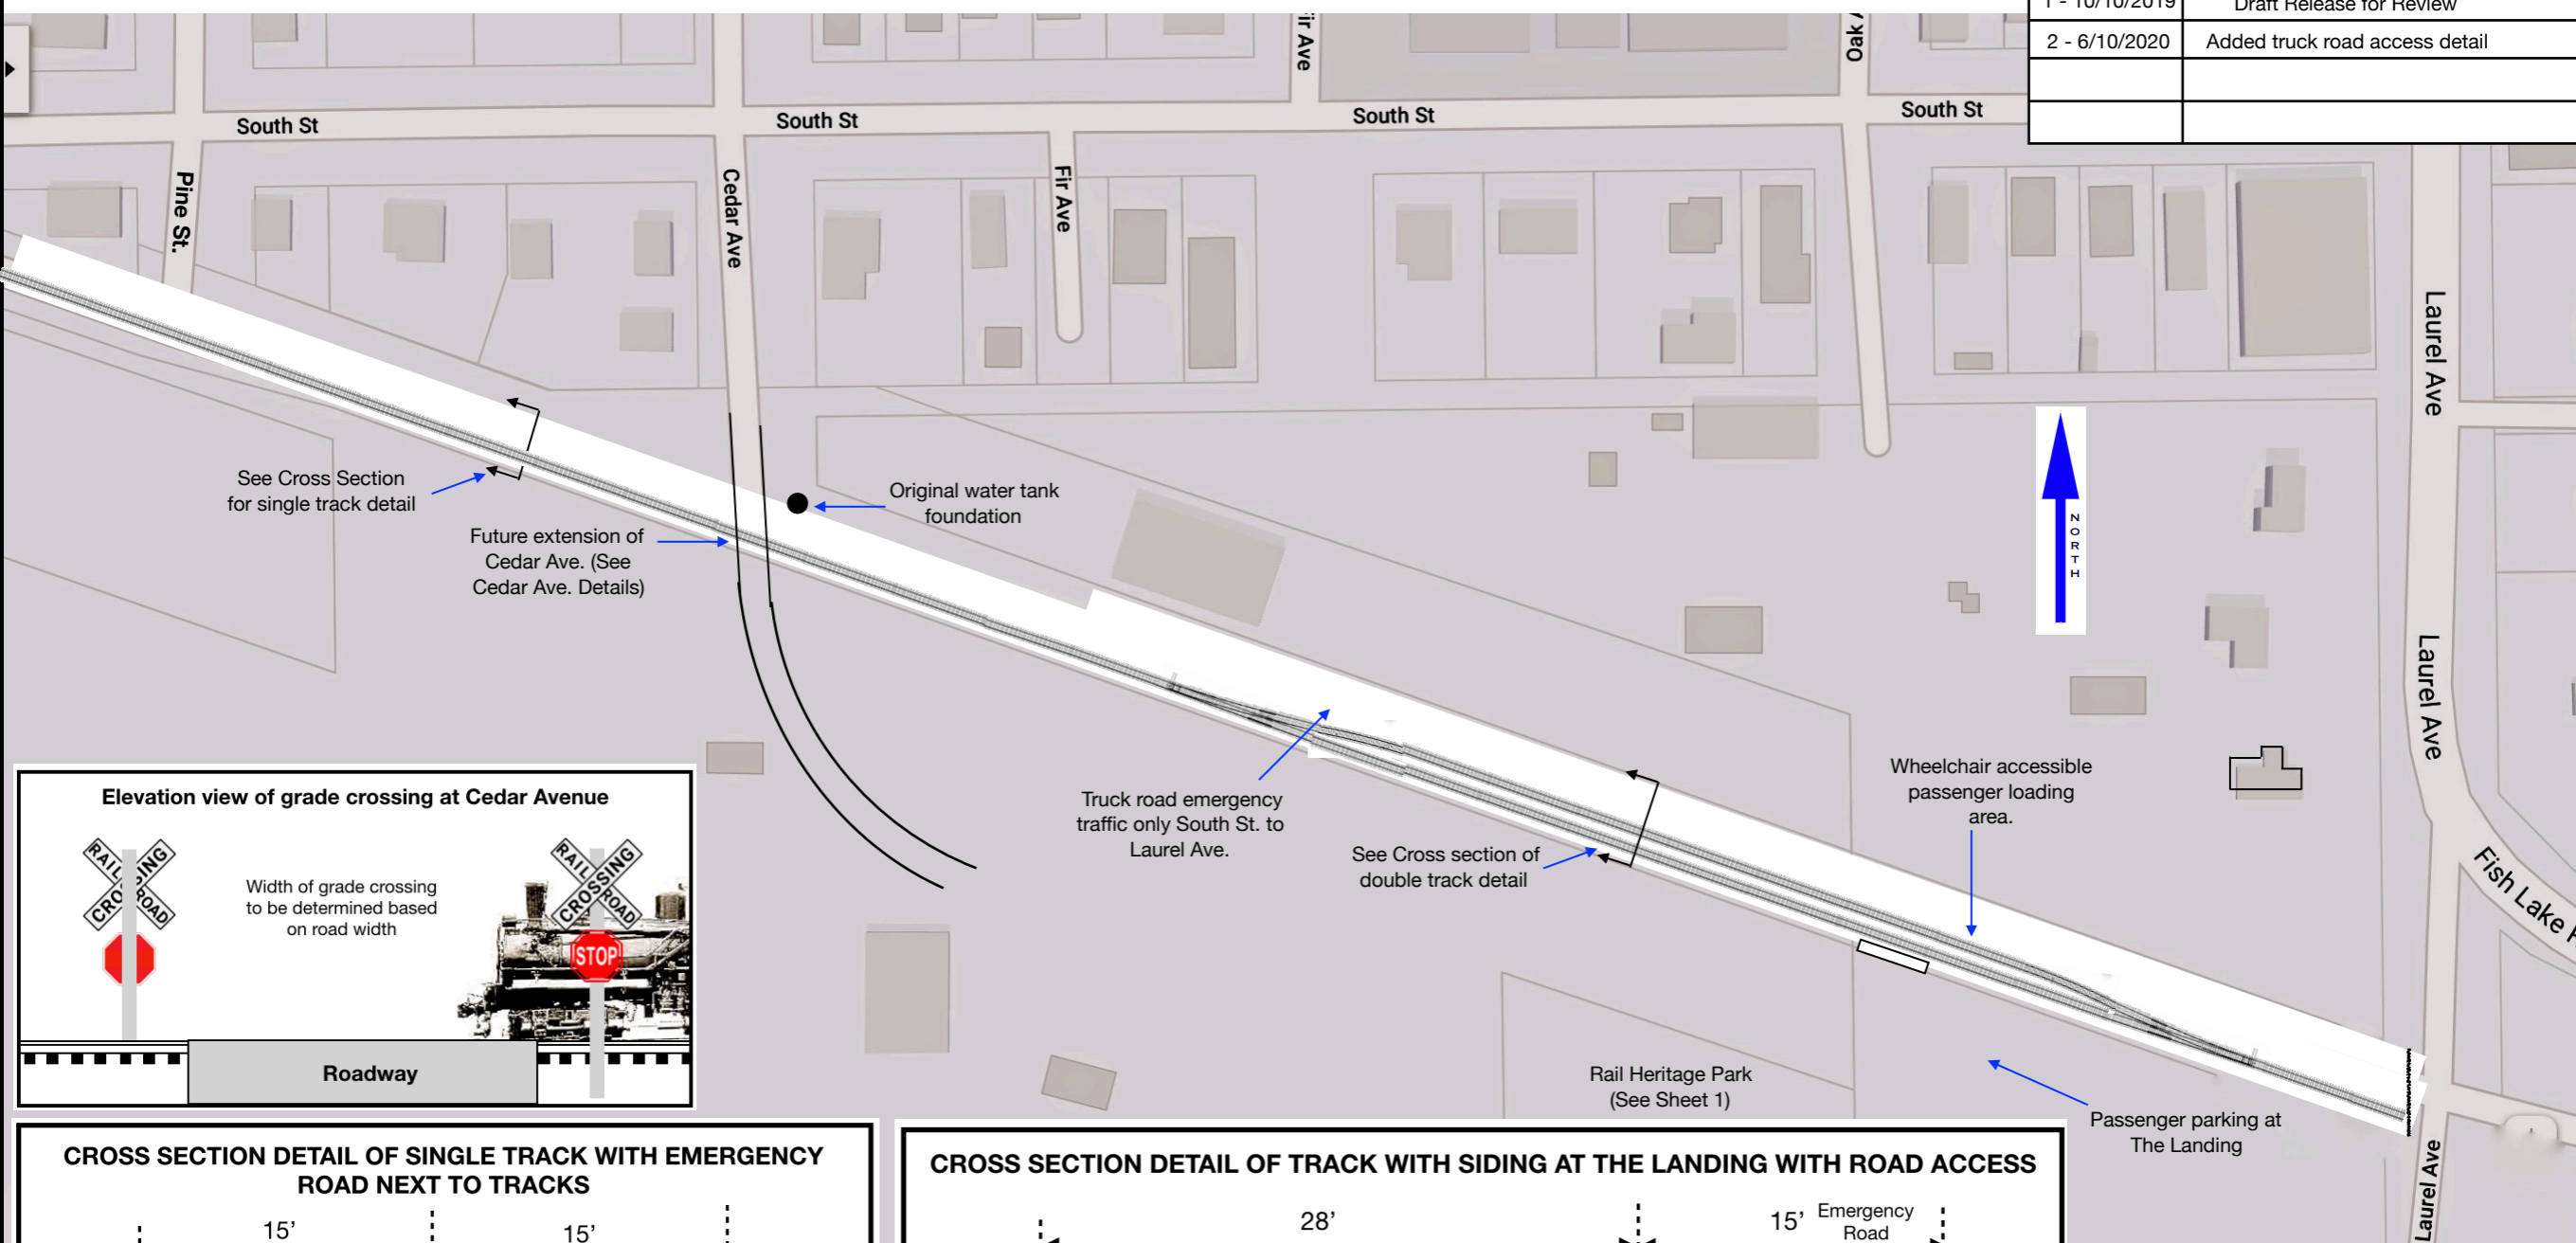 1 - 10/10/2019 Draft Release for Review
2 - 6/10/2020 Added truck road access detail
Fir Ave
Oak
South St
South St
South St
South St
Pine St.
Cedar Ave
Fir Ave
Laurel Ave
NORTH
See Cross Section
for single track detail
Original water tank
foundation
Future extension of
Cedar Ave. (See
Cedar Ave. Details)
Laurel Ave
Truck road emergency
traffic only South St. to
Laurel Ave.
Wheelchair accessible
passenger loading
area.
See Cross section of
double track detail
Fish Lake
Elevation view of grade crossing at Cedar Avenue
RAILROAD CROSSING
RAILROAD CROSSING
Width of grade crossing
to be determined based
on road width
STOP
Roadway
Rail Heritage Park
(See Sheet 1)
Passenger parking at
The Landing
Laurel Ave
CROSS SECTION DETAIL OF SINGLE TRACK WITH EMERGENCY
ROAD NEXT TO TRACKS
15’ 15’
CROSS SECTION DETAIL OF TRACK WITH SIDING AT THE LANDING WITH ROAD ACCESS
28’ 15’ Emergency
Road